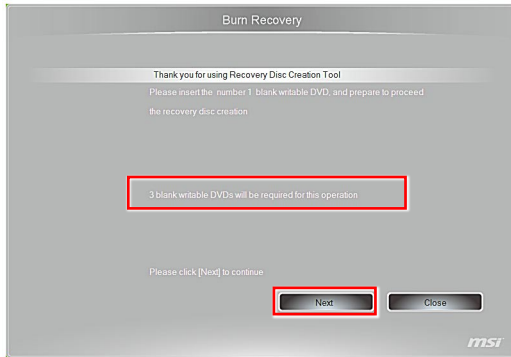 Burn Recovery
Thank you for using Recovery Disc Creation Tool
Please insert the number 1 blank writable DVD, and prepare to proceed
the recovery disc creation
3 blank writable DVDs will be required for this operation
Please click [Next] to continue
Next
Close
msi